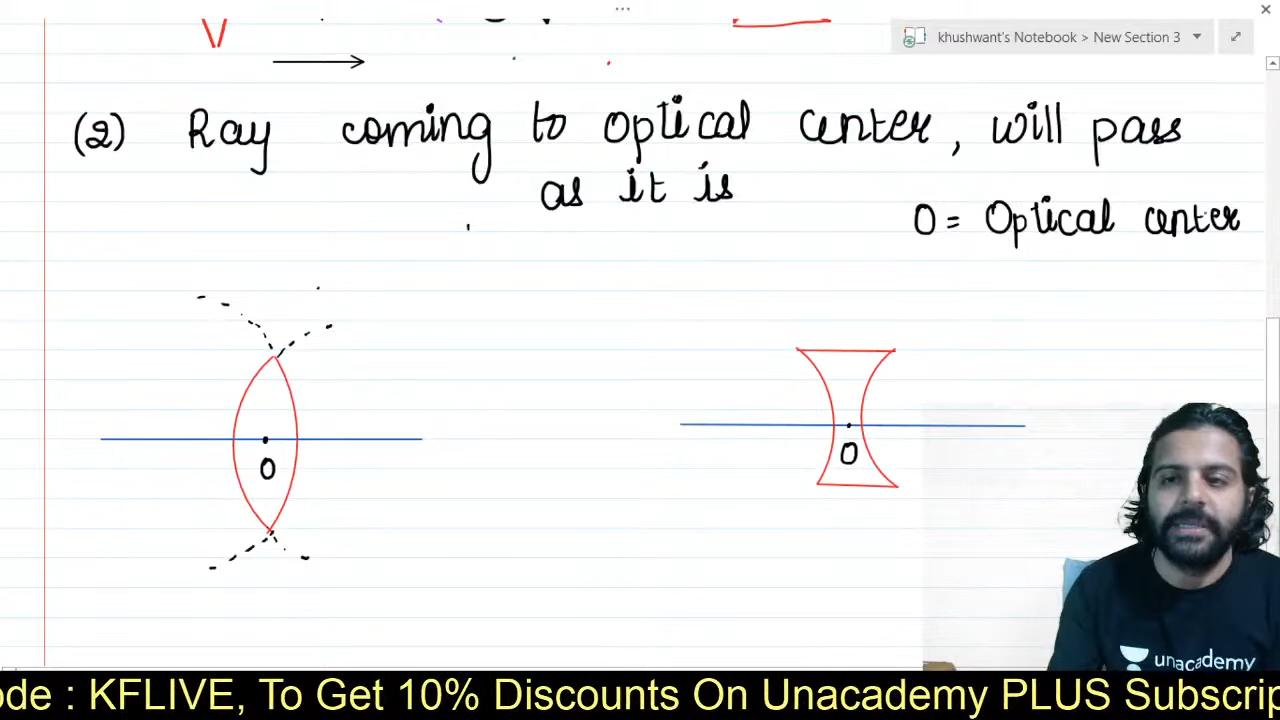 khushwant's Notebook > New Section 3
(2) Ray coming to optical center, will pass
as it is
O = Optical center
O
O
unacademy
ode : KFLIVE, To Get 10% Discounts On Unacademy PLUS Subscrip